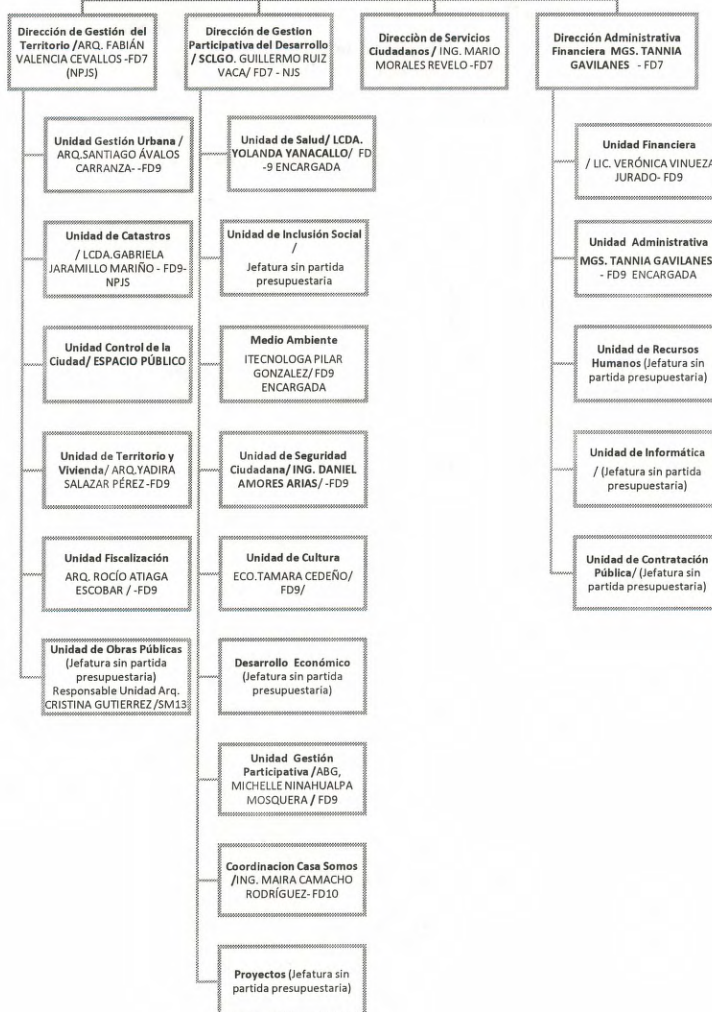 Dirección de Gestión del
Territorio /ARQ. FABIÁN
VALENCIA CEVALLOS -FD7
(NPJS)
Unidad Gestión Urbana /
ARQ.SANTIAGO ÁVALOS
CARRANZA- -FD9
Unidad de Catastros
/ LCDA.GABRIELA
JARAMILLO MARIÑO - FD9-
NPJS
Unidad Control de la
Ciudad/ ESPACIO PÚBLICO
Unidad de Territorio y
Vivienda/ ARQ.YADIRA
SALAZAR PÉREZ -FD9
Unidad Fiscalización
ARQ. ROCÍO ATIAGA
ESCOBAR / -FD9
Unidad de Obras Públicas
(Jefatura sin partida
presupuestaria)
Responsable Unidad Arq.
CRISTINA GUTIERREZ /SM13
Dirección de Gestion
Participativa del Desarrollo
/ SCLGO. GUILLERMO RUIZ
VACA/ FD7 - NJS
Unidad de Salud/ LCDA.
YOLANDA YANACALLO/ FD
-9 ENCARGADA
Unidad de Inclusión Social
/
Jefatura sin partida
presupuestaria
Medio Ambiente
ITECNOLOGA PILAR
GONZALEZ/ FD9
ENCARGADA
Unidad de Seguridad
Ciudadana/ ING. DANIEL
AMORES ARIAS/ -FD9
Unidad de Cultura
ECO.TAMARA CEDEÑO/
FD9/
Desarrollo Económico
(Jefatura sin partida
presupuestaria)
Unidad Gestión
Participativa /ABG,
MICHELLE NINAHUALPA
MOSQUERA / FD9
Coordinacion Casa Somos
/ING. MAIRA CAMACHO
RODRÍGUEZ- FD10
Proyectos (Jefatura sin
partida presupuestaria)
Direcciòn de Servicios
Ciudadanos / ING. MARIO
MORALES REVELO -FD7
Dirección Administrativa
Financiera MGS. TANNIA
GAVILANES - FD7
Unidad Financiera
/ LIC. VERÓNICA VINUEZA
JURADO- FD9
Unidad Administrativa
MGS. TANNIA GAVILANES
- FD9 ENCARGADA
Unidad de Recursos
Humanos (Jefatura sin
partida presupuestaria)
Unidad de Informática
/ (Jefatura sin partida
presupuestaria)
Unidad de Contratación
Pública/ (Jefatura sin
partida presupuestaria)